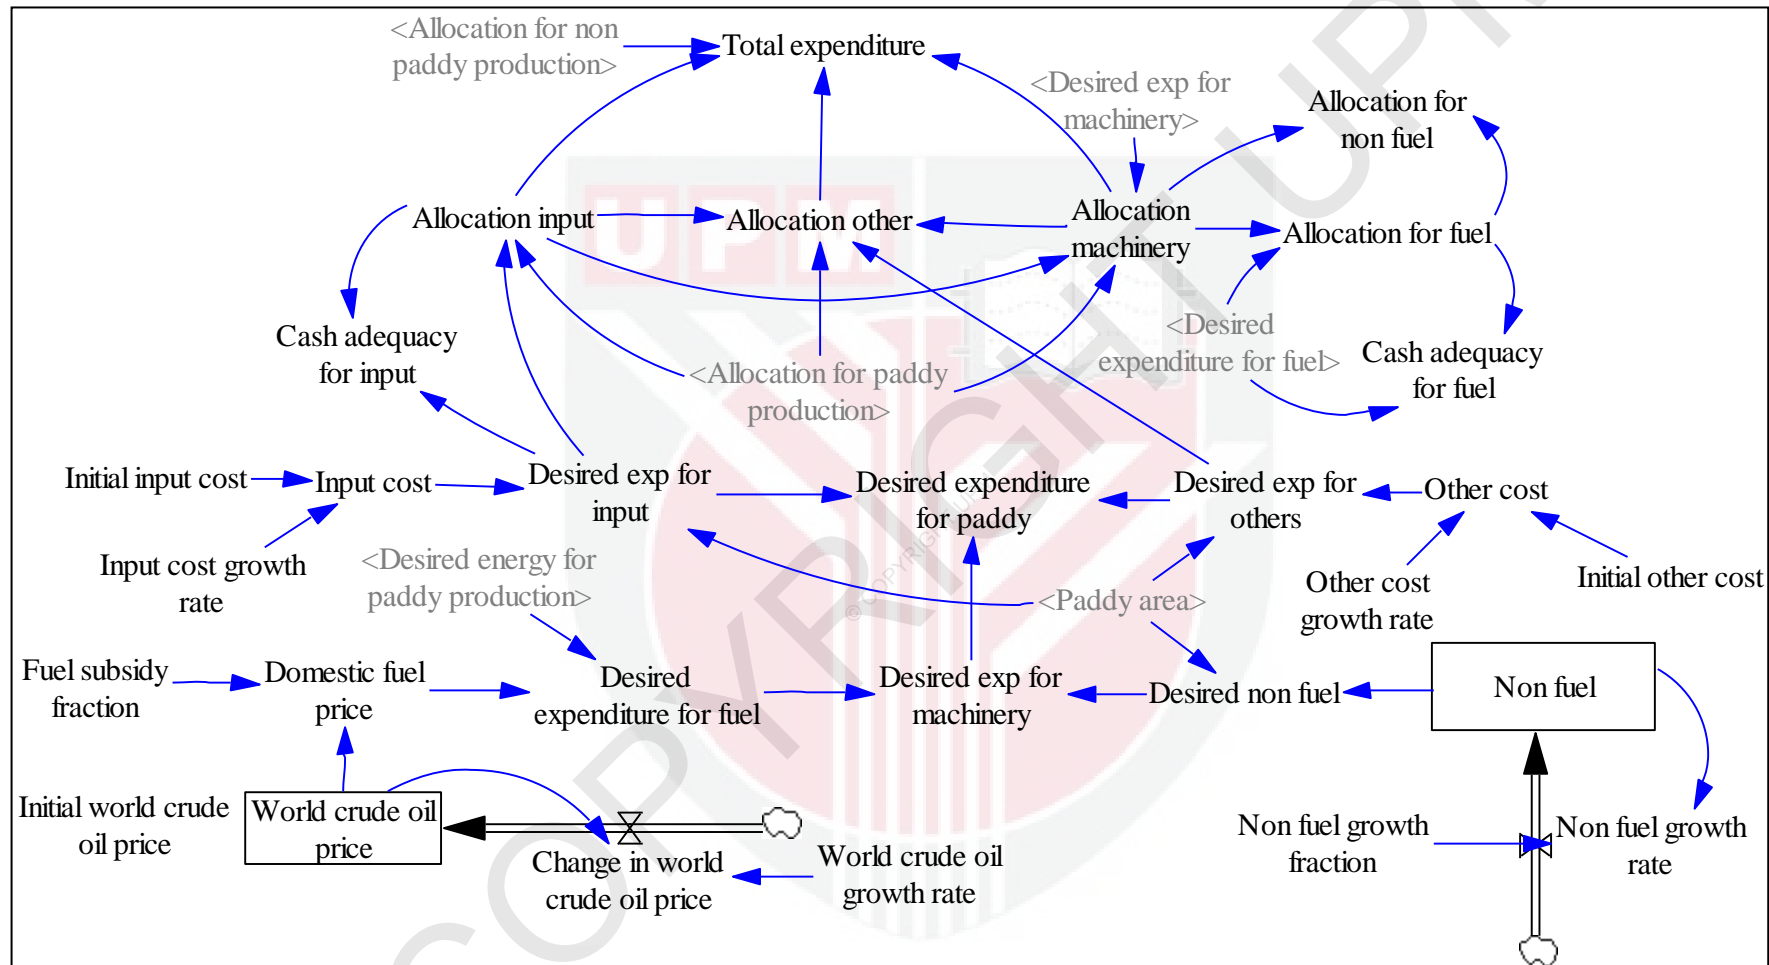 <Allocation for non
paddy production>
Total expenditure
<Desired exp for
machinery>
Allocation for
non fuel
Allocation input
Allocation other
Allocation
machinery
Allocation for fuel
UPM
Cash adequacy
for input
<Allocation for paddy
production>
<Desired
expenditure for fuel>
Cash adequacy
for fuel
Initial input cost
Input cost
Desired exp for
input
Desired expenditure
for paddy
Desired exp for
others
Other cost
Input cost growth
rate
<Desired energy for
paddy production>
<Paddy area>
Other cost
growth rate
Initial other cost
Fuel subsidy
fraction
Domestic fuel
price
Desired
expenditure for fuel
Desired exp for
machinery
Desired non fuel
Non fuel
Initial world crude
oil price
World crude oil
price
Change in world
crude oil price
World crude oil
growth rate
Non fuel growth
fraction
Non fuel growth
rate
COPYRIGHT UPM
© COPYRIGHT UPM